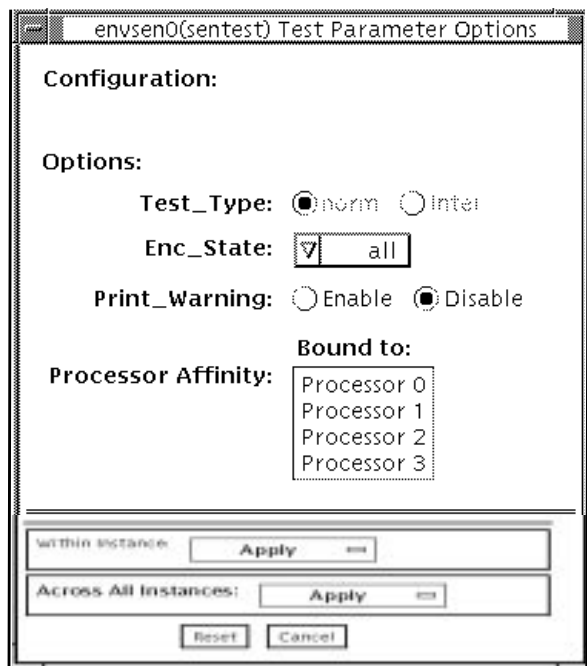 envsen0(sentest) Test Parameter Options
Configuration:
Options:
Test_Type: norm inter
Enc_State: all
Print_Warning: Enable Disable
Bound to:
Processor Affinity:
Processor 0
Processor 1
Processor 2
Processor 3
Within Instance: Apply
Across All Instances: Apply
Reset Cancel